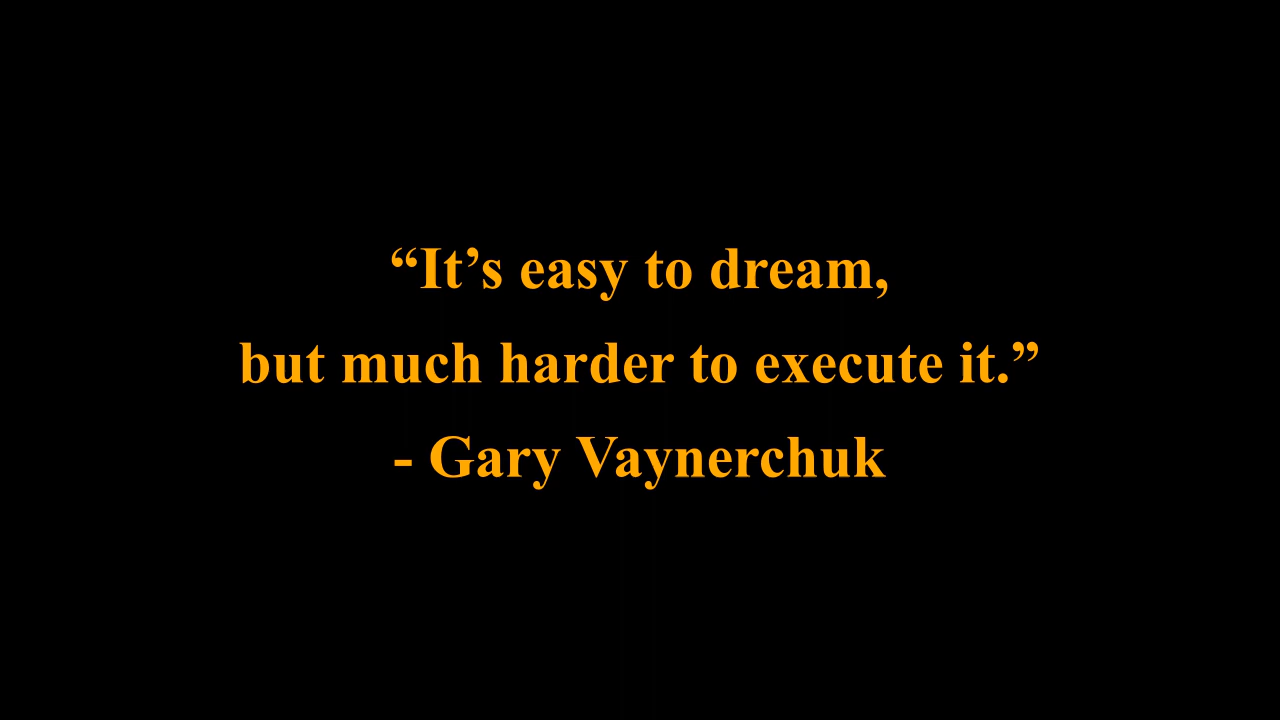 “It’s easy to dream,
but much harder to execute it.”
- Gary Vaynerchuk